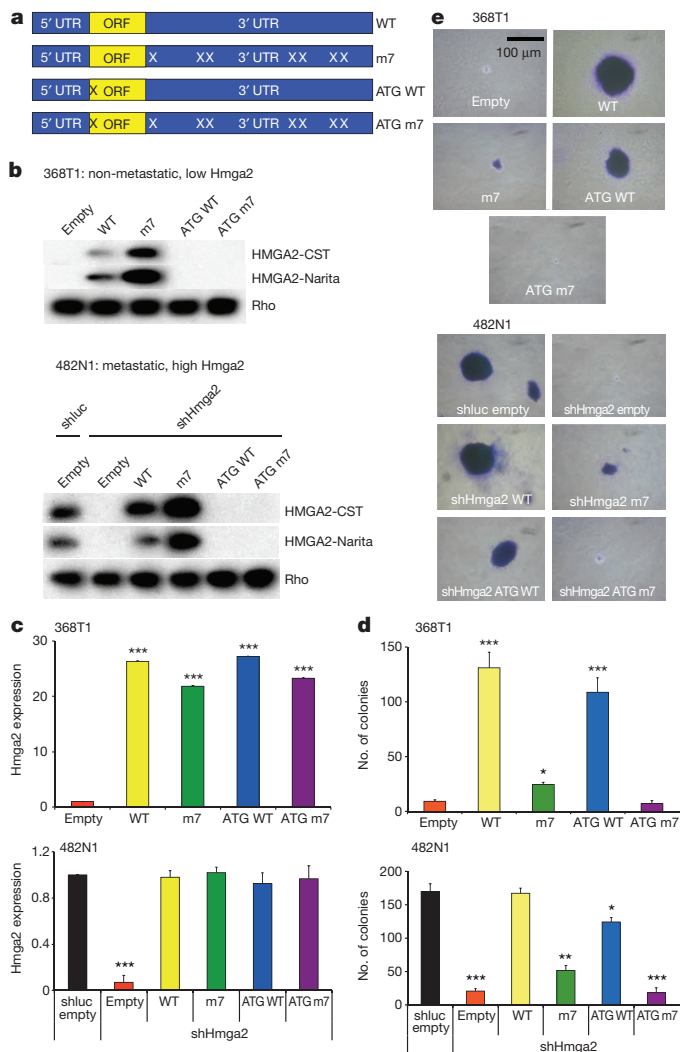 a
5′ UTR ORF 3′ UTR WT
5′ UTR ORF X XX 3′ UTR XX XX m7
5′ UTR X ORF 3′ UTR ATG WT
5′ UTR X ORF X XX 3′ UTR XX XX ATG m7
b
368T1: non-metastatic, low Hmga2
Empty WT m7 ATG WT ATG m7
HMGA2-CST
HMGA2-Narita
Rho
482N1: metastatic, high Hmga2
shluc shHmga2
Empty Empty WT m7 ATG WT ATG m7
HMGA2-CST
HMGA2-Narita
Rho
c
368T1
Hmga2 expression
30
20
10
0
*** *** *** ***
Empty WT m7 ATG WT ATG m7
482N1
Hmga2 expression
1.2
0.8
0.4
0
***
shluc empty Empty WT m7 ATG WT ATG m7
shHmga2
d
368T1
No. of colonies
150
100
50
0
*** * ***
Empty WT m7 ATG WT ATG m7
482N1
No. of colonies
200
150
100
50
0
*** ** * ***
shluc empty Empty WT m7 ATG WT ATG m7
shHmga2
e
368T1
100 µm
Empty WT
m7 ATG WT
ATG m7
482N1
shluc empty shHmga2 empty
shHmga2 WT shHmga2 m7
shHmga2 ATG WT shHmga2 ATG m7